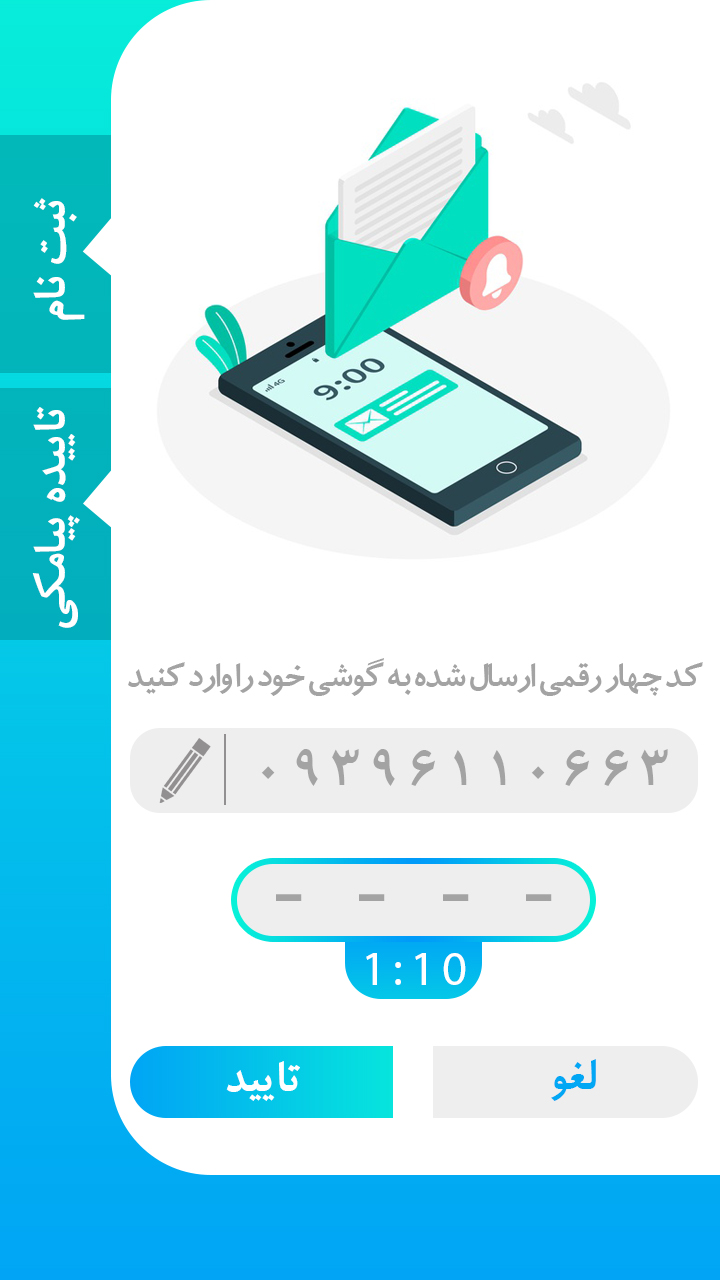 ثبت نام
تاییده پیامکی
4G
9:00
کد چهار رقمی ارسال شده به گوشی خود را وارد کنید
۰۹۳۹۶۱۱۰۶۶۳
- - - -
1:10
لغو
تایید